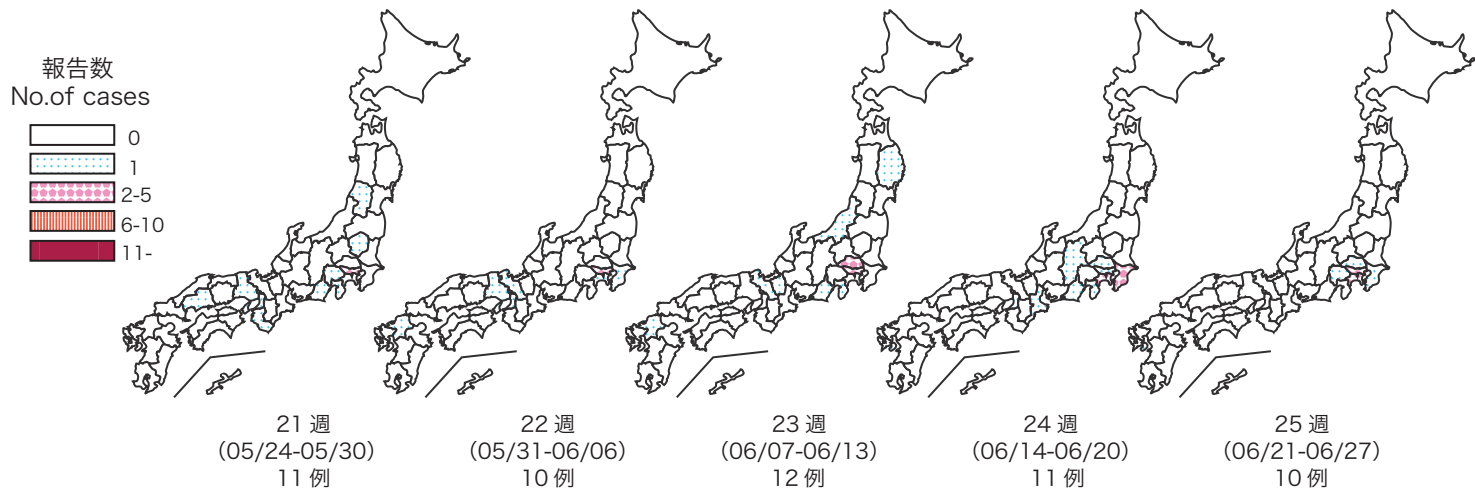 報告数
No.of cases
0
1
2-5
6-10
11-
21 週
（05/24-05/30）
11 例
22 週
（05/31-06/06）
10 例
23 週
（06/07-06/13）
12 例
24 週
（06/14-06/20）
11 例
25 週
（06/21-06/27）
10 例